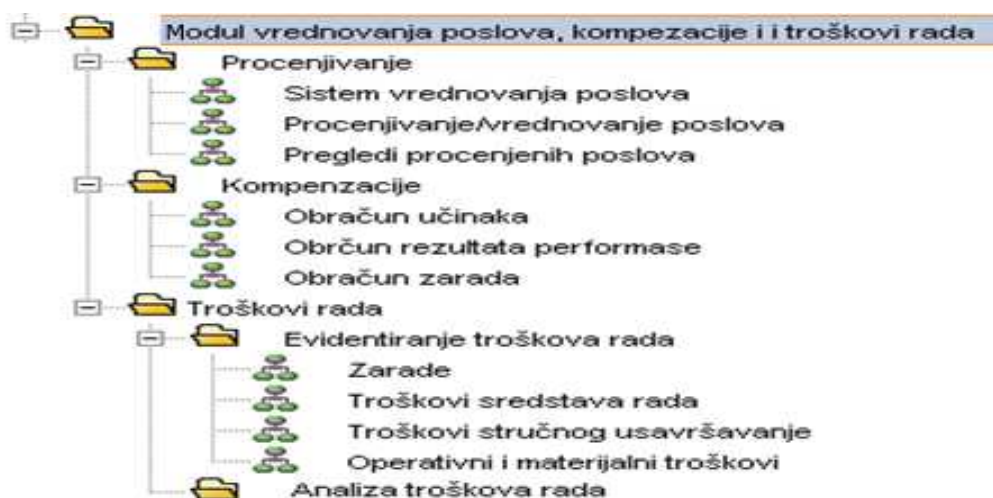 Modul vrednovanja poslova, kompezacije i i troškovi rada
Procenjivanje
Sistem vrednovanja poslova
Procenjivanje/vrednovanje poslova
Pregledi procenjenih poslova
Kompenzacije
Obračun učinaka
Obrčun rezultata performase
Obračun zarada
Troškovi rada
Evidentiranje troškova rada
Zarade
Troškovi sredstava rada
Troškovi stručnog usavršavanje
Operativni i materijalni troškovi
Analiza troškova rada